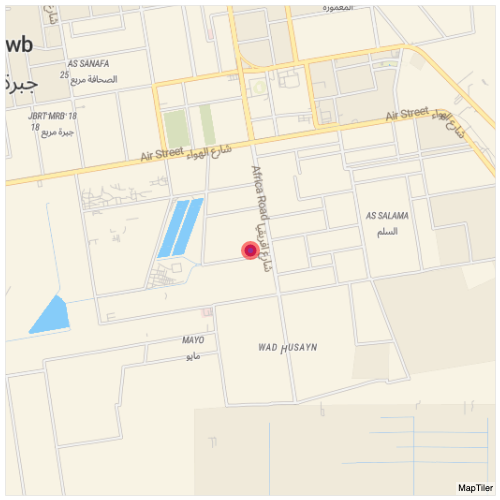 المعمورة
شارع
wb
جبرة
AS SANAFA
25 الصحافة مربع
JBRT MRB' 18
18 جبرة مربع
Air Street شارع الهواء
Air Street الهواء
شارع
Africa Road شارع افريقيا
AS SALAMA
السلم
MAYO
مايو
WAD HUSAYN
MapTiler